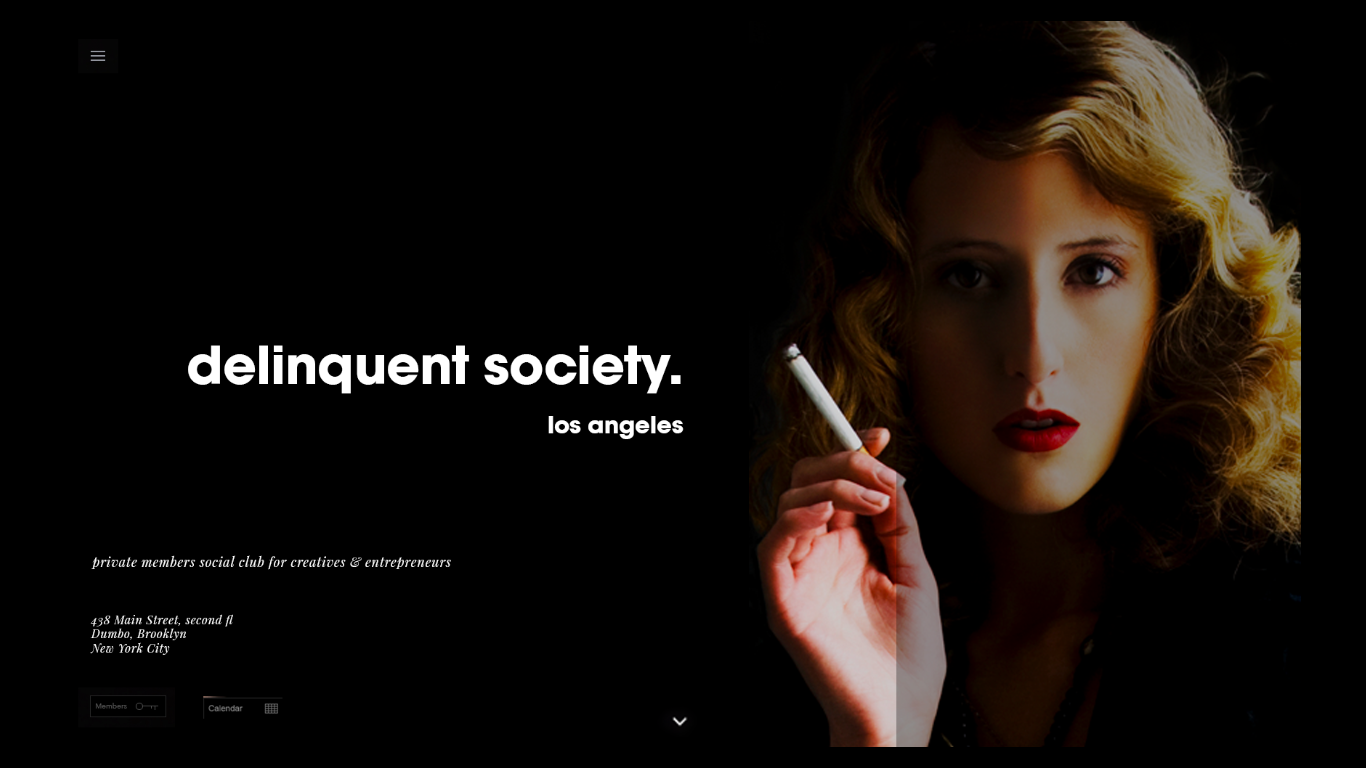 delinquent society.
los angeles
private members social club for creatives & entrepreneurs
438 Main Street, second fl
Dumbo, Brooklyn
New York City
Members
Calendar